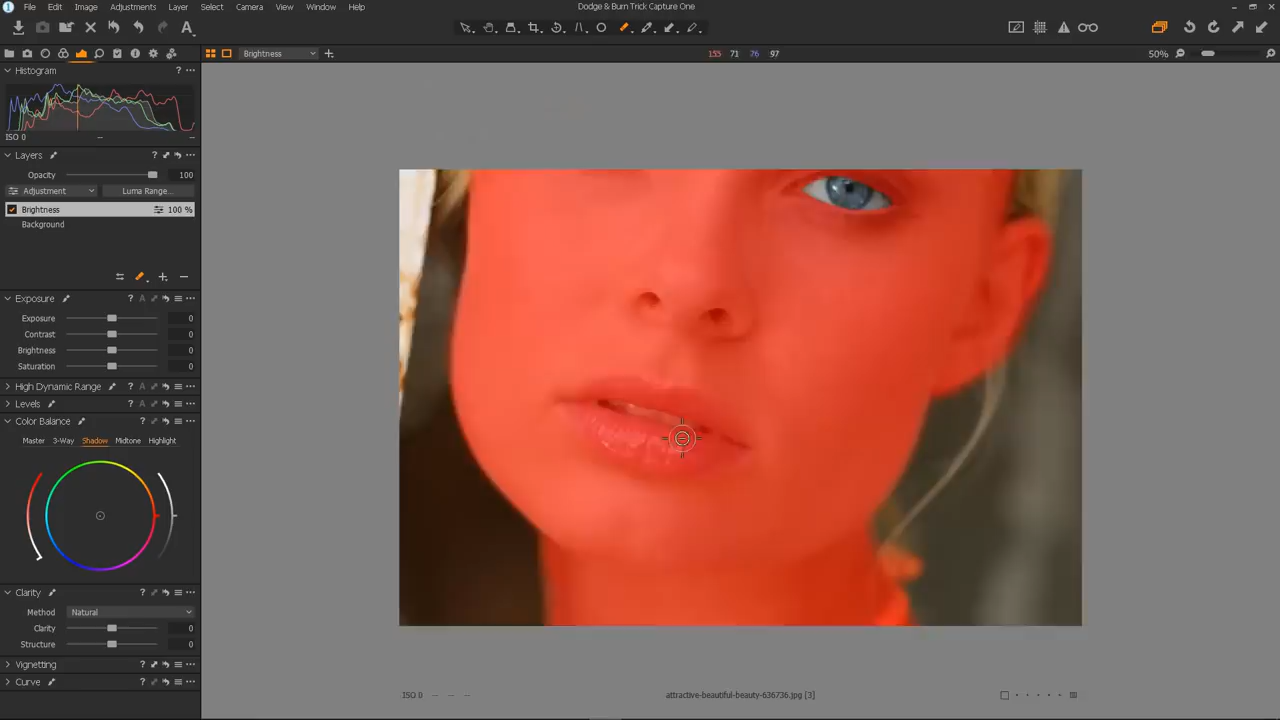 File Edit Image Adjustments Layer Select Camera View Window Help
Dodge & Burn Trick Capture One
Brightness
155 71 76 97
50%
Histogram
ISO 0 -- --
Layers
Opacity 100
Adjustment Luma Range...
Brightness 100 %
Background
Exposure
Exposure 0
Contrast 0
Brightness 0
Saturation 0
High Dynamic Range
Levels
Color Balance
Master 3-Way Shadow Midtone Highlight
Clarity
Method Natural
Clarity 0
Structure 0
Vignetting
Curve
ISO 0 -- -- --
attractive-beautiful-beauty-636736.jpg [3]